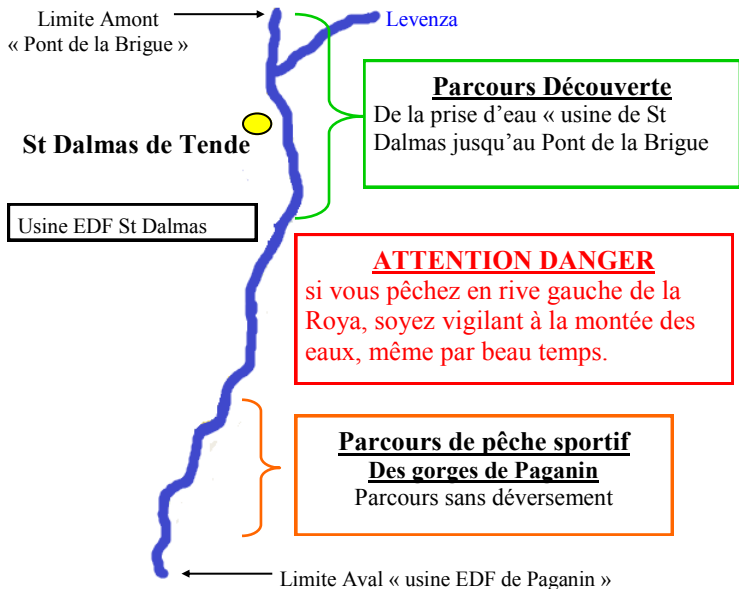 Limite Amont
« Pont de la Brigue »
Levenza
Parcours Découverte
De la prise d'eau « usine de St
Dalmas jusqu'au Pont de la Brigue
St Dalmas de Tende
Usine EDF St Dalmas
ATTENTION DANGER
si vous pêchez en rive gauche de la
Roya, soyez vigilant à la montée des
eaux, même par beau temps.
Parcours de pêche sportif
Des gorges de Paganin
Parcours sans déversement
Limite Aval « usine EDF de Paganin »